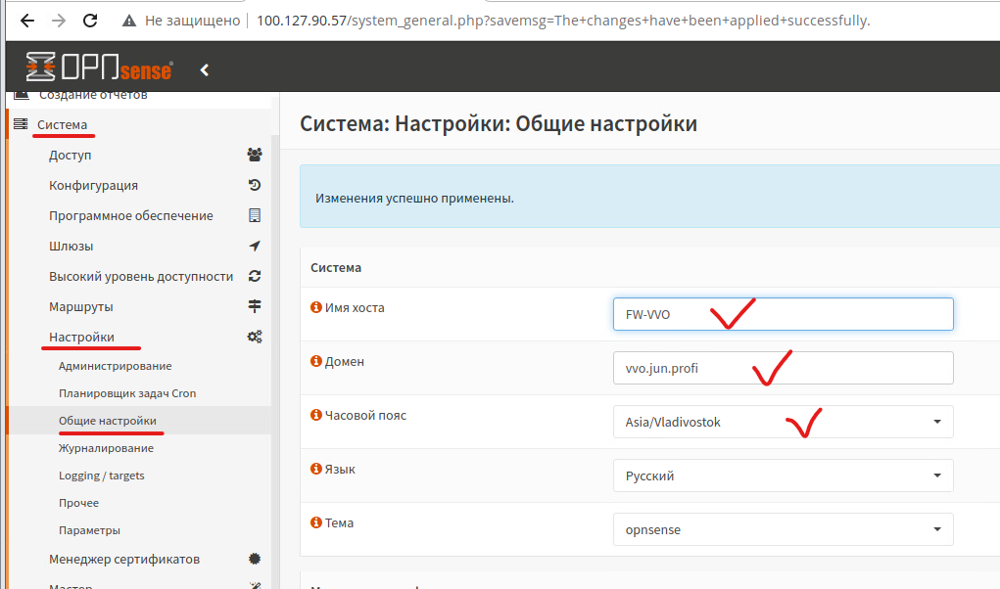 Не защищено 100.127.90.57/system_general.php?savemsg=The+changes+have+been+applied+successfully.
OPNsense
Создание отчетов
Система
Доступ
Конфигурация
Программное обеспечение
Шлюзы
Высокий уровень доступности
Маршруты
Настройки
Администрирование
Планировщик задач Cron
Общие настройки
Журналирование
Logging / targets
Прочее
Параметры
Менеджер сертификатов
Мастер
Система: Настройки: Общие настройки
Изменения успешно применены.
Система
Имя хоста FW-VVO
Домен vvo.jun.profi
Часовой пояс Asia/Vladivostok
Язык Русский
Тема opnsense